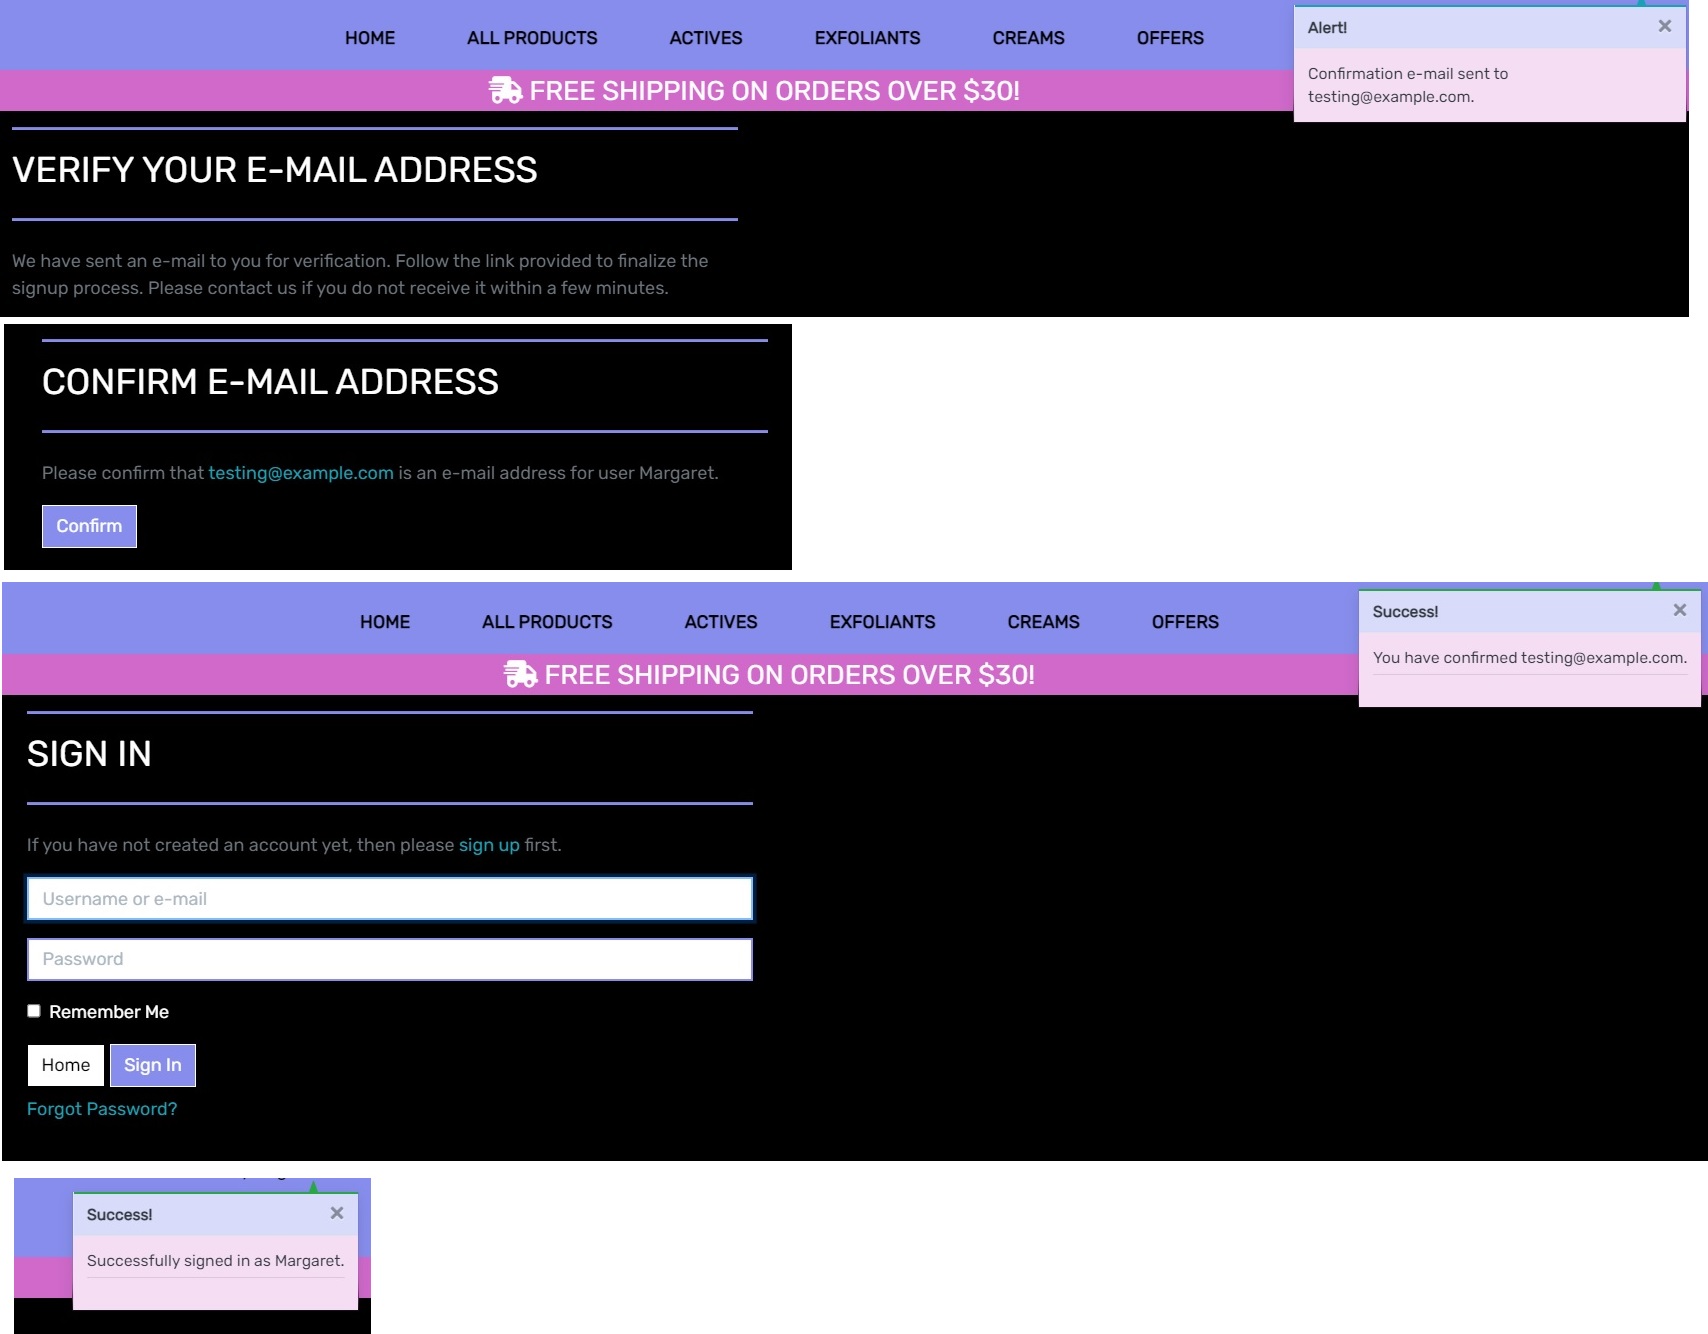 HOME ALL PRODUCTS ACTIVES EXFOLIANTS CREAMS OFFERS
Alert! ×
FREE SHIPPING ON ORDERS OVER $30!
Confirmation e-mail sent to
testing@example.com.
VERIFY YOUR E-MAIL ADDRESS
We have sent an e-mail to you for verification. Follow the link provided to finalize the
signup process. Please contact us if you do not receive it within a few minutes.
CONFIRM E-MAIL ADDRESS
Please confirm that testing@example.com is an e-mail address for user Margaret.
Confirm
HOME ALL PRODUCTS ACTIVES EXFOLIANTS CREAMS OFFERS
Success! ×
FREE SHIPPING ON ORDERS OVER $30!
You have confirmed testing@example.com.
SIGN IN
If you have not created an account yet, then please sign up first.
Username or e-mail
Password
Remember Me
Home Sign In
Forgot Password?
Success! ×
Successfully signed in as Margaret.